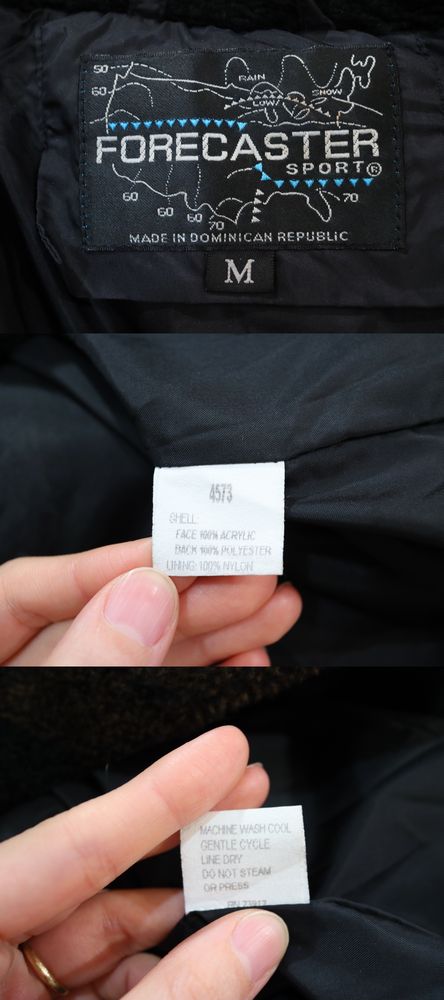 50
60
RAIN
LOW
SNOW
FORECASTER
SPORT®
60
60
60
70
70
MADE IN DOMINICAN REPUBLIC
M
4573
SHELL:
FACE 100% ACRYLIC
BACK 100% POLYESTER
LINING: 100% NYLON
MACHINE WASH COOL
GENTLE CYCLE
LINE DRY
DO NOT STEAM
OR PRESS
RN 73917